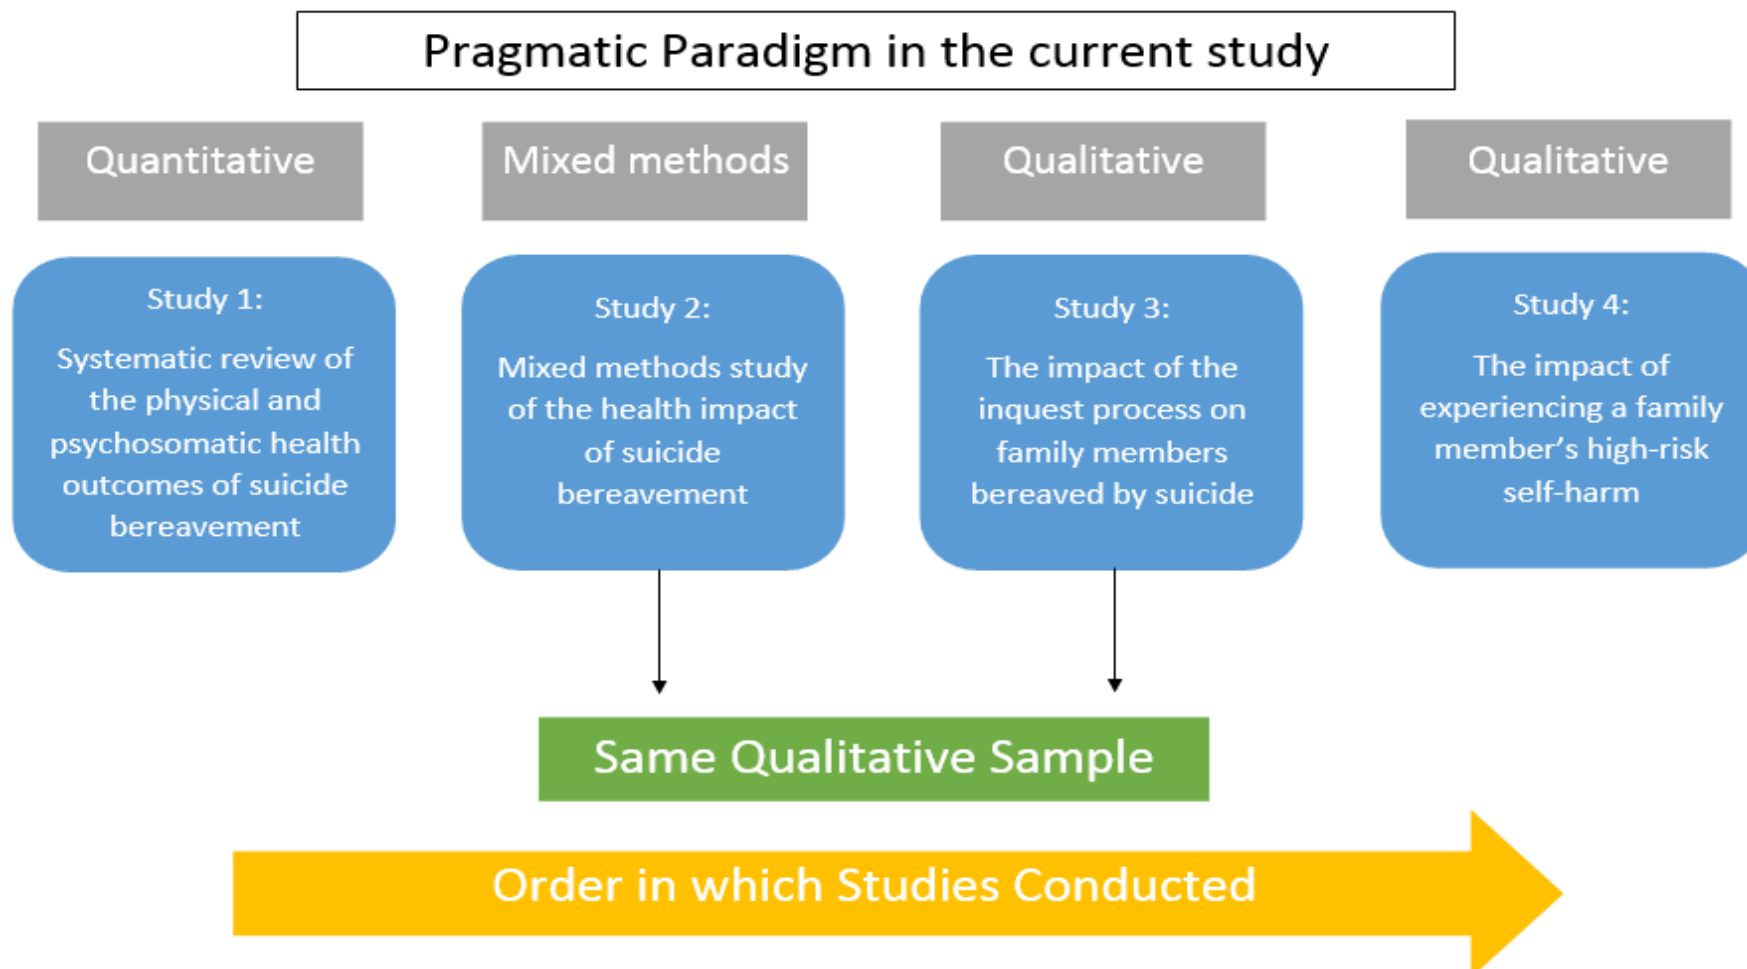 Pragmatic Paradigm in the current study
Quantitative
Mixed methods
Qualitative
Qualitative
Study 1:
Systematic review of
the physical and
psychosomatic health
outcomes of suicide
bereavement
Study 2:
Mixed methods study
of the health impact
of suicide
bereavement
Study 3:
The impact of the
inquest process on
family members
bereaved by suicide
Study 4:
The impact of
experiencing a family
member’s high-risk
self-harm
Same Qualitative Sample
Order in which Studies Conducted